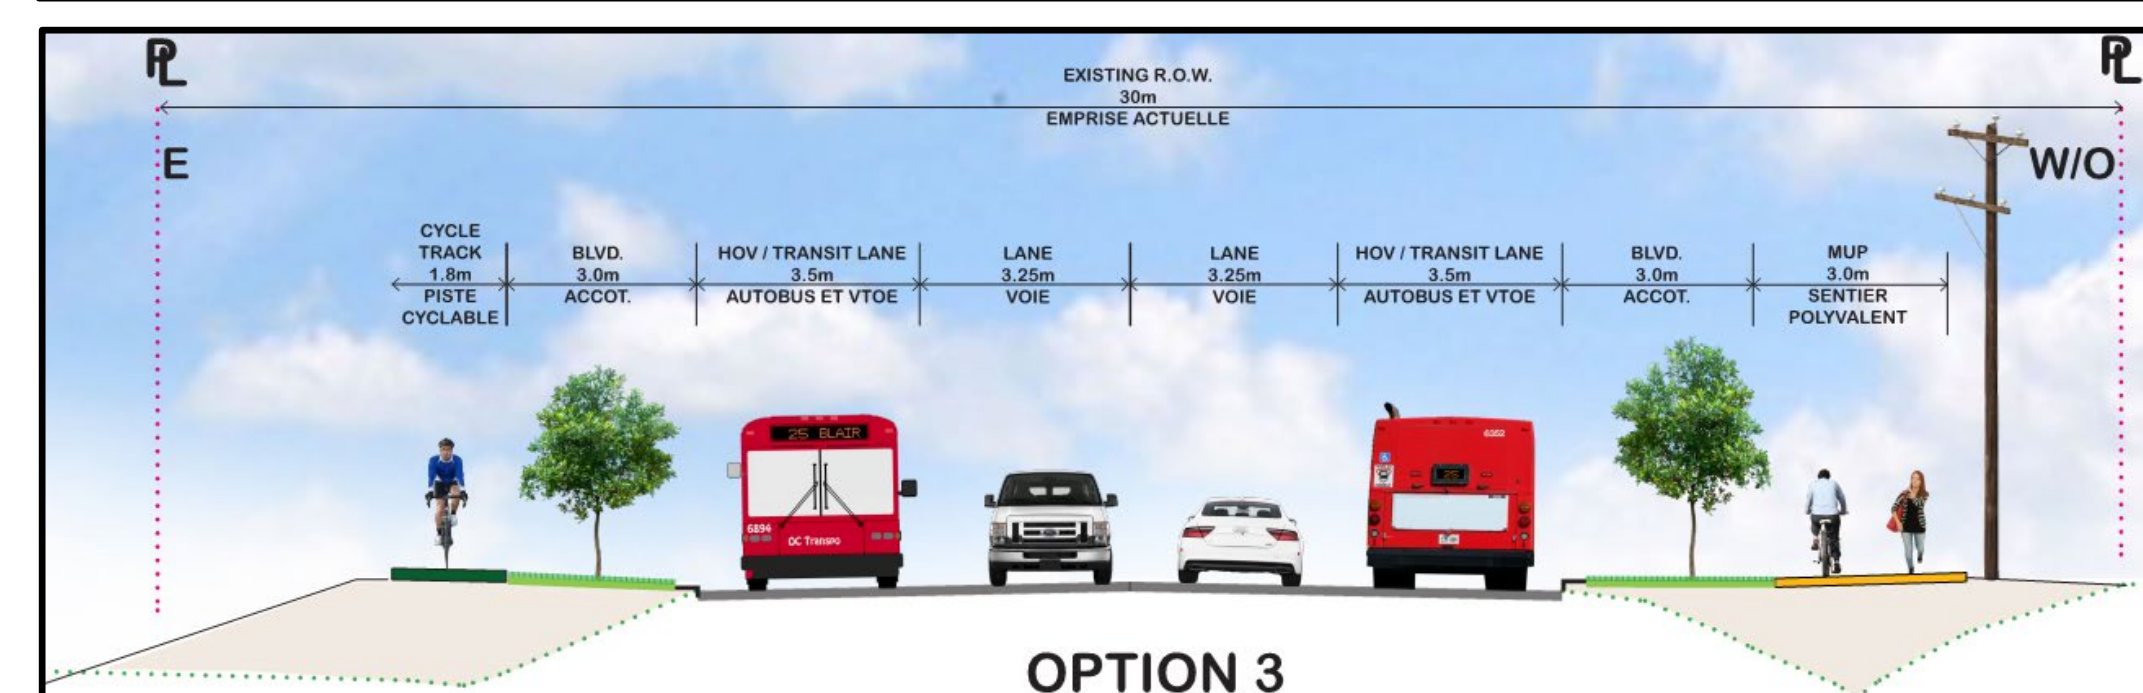 PL
PL
EXISTING R.O.W.
30m
EMPRISE ACTUELLE
E
W/O
CYCLE
TRACK
1.8m
PISTE
CYCLABLE
BLVD.
3.0m
ACCOT.
HOV / TRANSIT LANE
3.5m
AUTOBUS ET VTOE
LANE
3.25m
VOIE
LANE
3.25m
VOIE
HOV / TRANSIT LANE
3.5m
AUTOBUS ET VTOE
BLVD.
3.0m
ACCOT.
MUP
3.0m
SENTIER
POLYVALENT
25 BLAIR
6894
OC Transpo
6352
25
OPTION 3